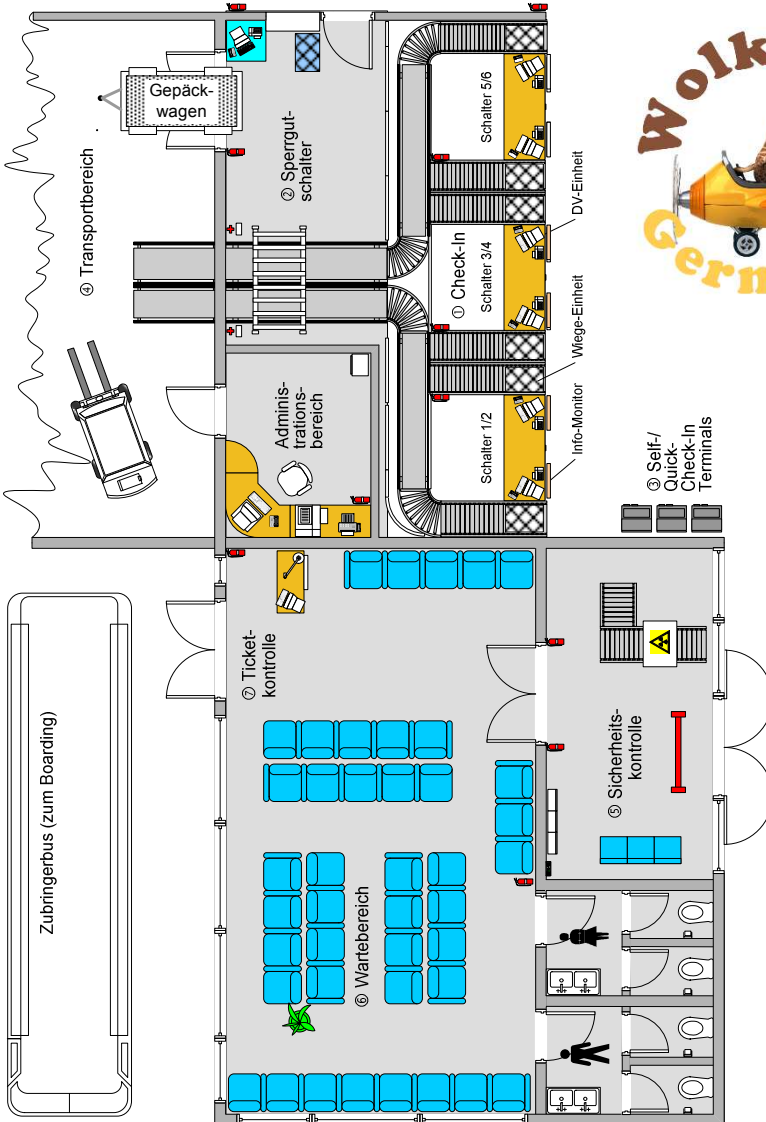 ④ Transportbereich
Gepäck-
wagen
② Sperrgut-
schalter
Schalter 5/6
DV-Einheit
① Check-In
Schalter 3/4
Wiege-Einheit
Adminis-
trations-
bereich
Schalter 1/2
Info-Monitor
③ Self-/
Quick-
Check-In
Terminals
Zubringerbus (zum Boarding)
⑦ Ticket-
kontrolle
⑤ Sicherheits-
kontrolle
⑥ Wartebereich